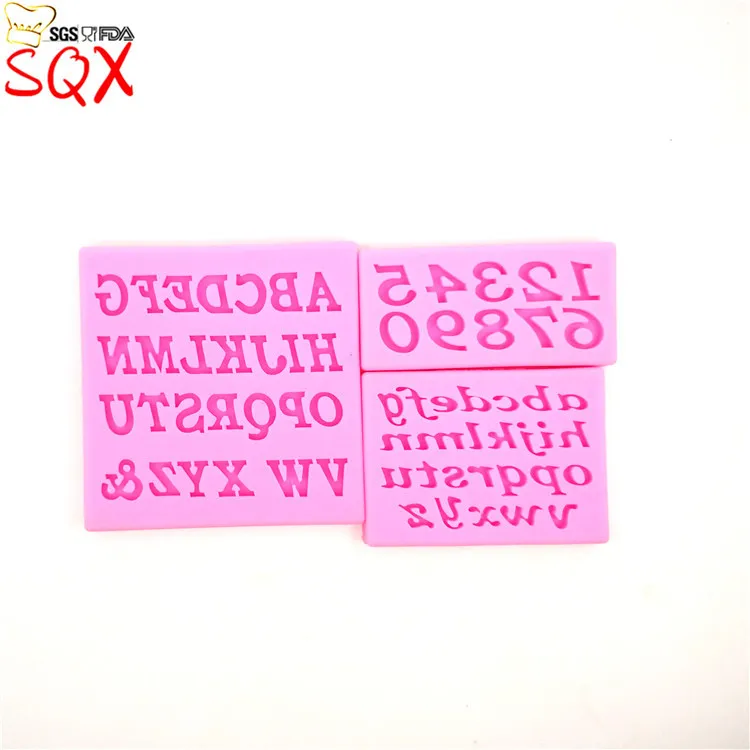 SGS FDA
SQX
ABCDEFG
HIJKLMN
OPQRSTU
VW XYZ&
12345
67890
abcdefg
hijklmn
opqrstu
vwxyz